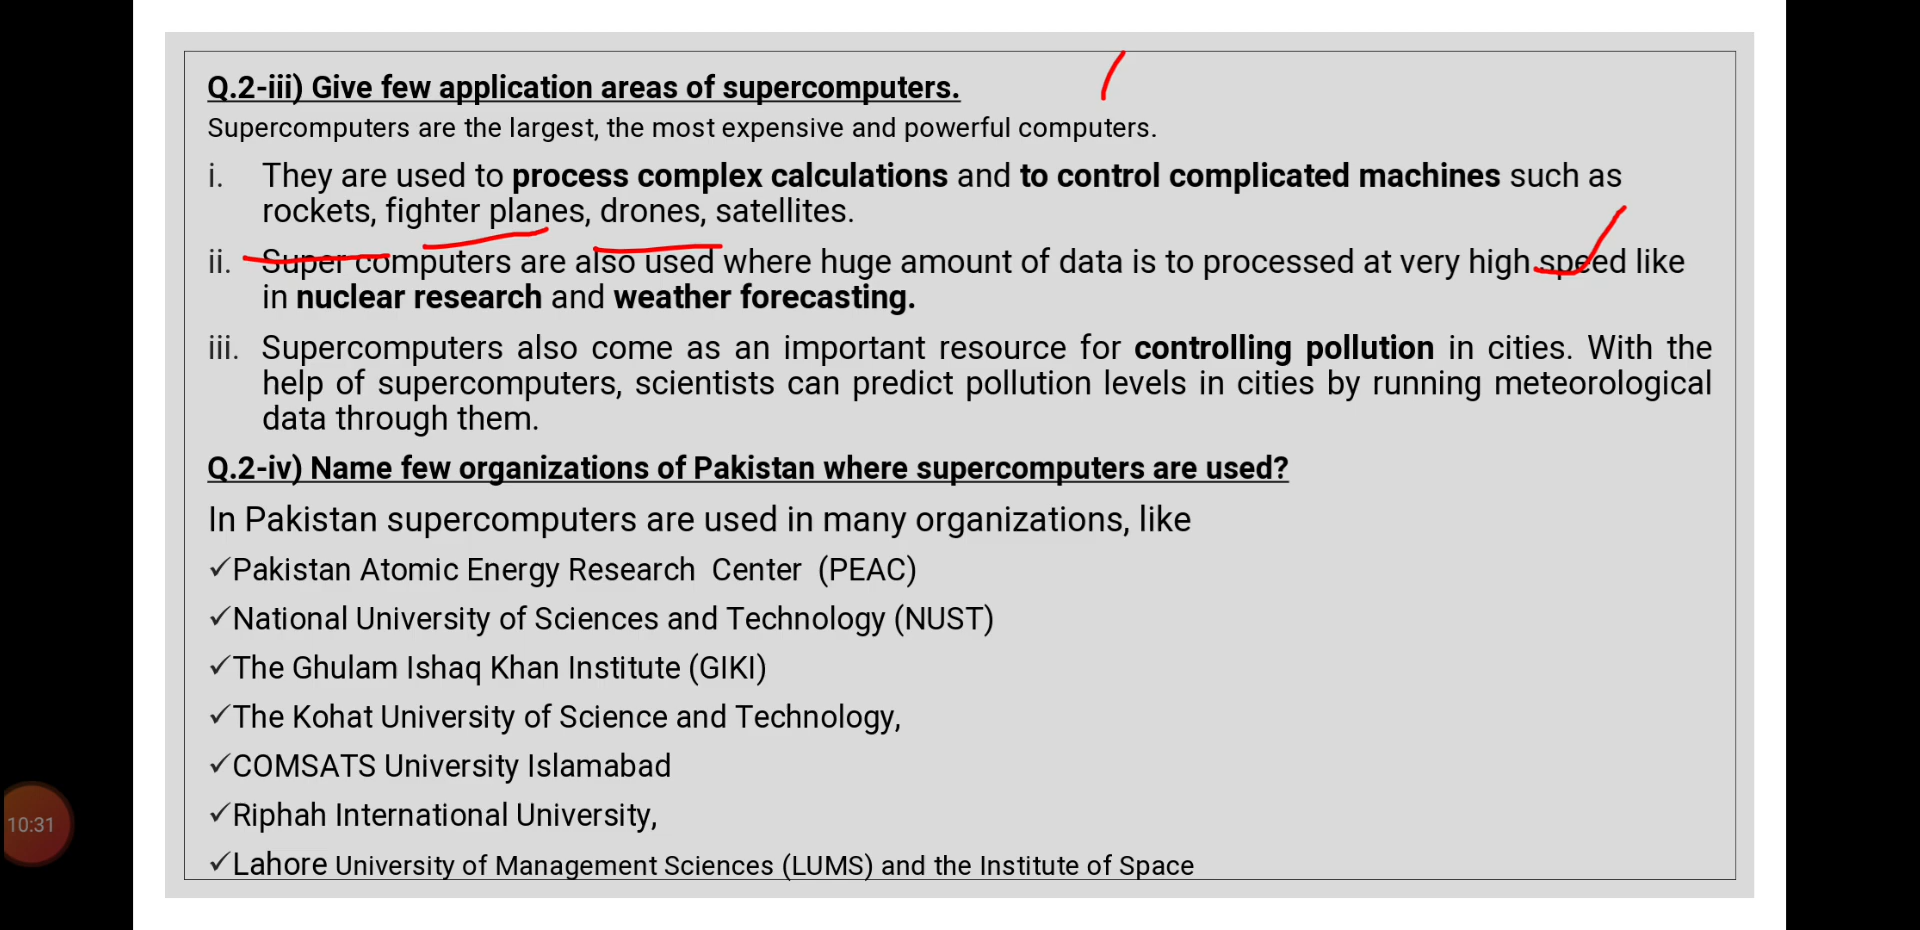 Q.2-iii) Give few application areas of supercomputers.
Supercomputers are the largest, the most expensive and powerful computers.
i. They are used to process complex calculations and to control complicated machines such as
rockets, fighter planes, drones, satellites.
ii. Super computers are also used where huge amount of data is to processed at very high speed like
in nuclear research and weather forecasting.
iii. Supercomputers also come as an important resource for controlling pollution in cities. With the
help of supercomputers, scientists can predict pollution levels in cities by running meteorological
data through them.
Q.2-iv) Name few organizations of Pakistan where supercomputers are used?
In Pakistan supercomputers are used in many organizations, like
✓Pakistan Atomic Energy Research Center (PEAC)
✓National University of Sciences and Technology (NUST)
✓The Ghulam Ishaq Khan Institute (GIKI)
✓The Kohat University of Science and Technology,
✓COMSATS University Islamabad
✓Riphah International University,
✓Lahore University of Management Sciences (LUMS) and the Institute of Space
10:31